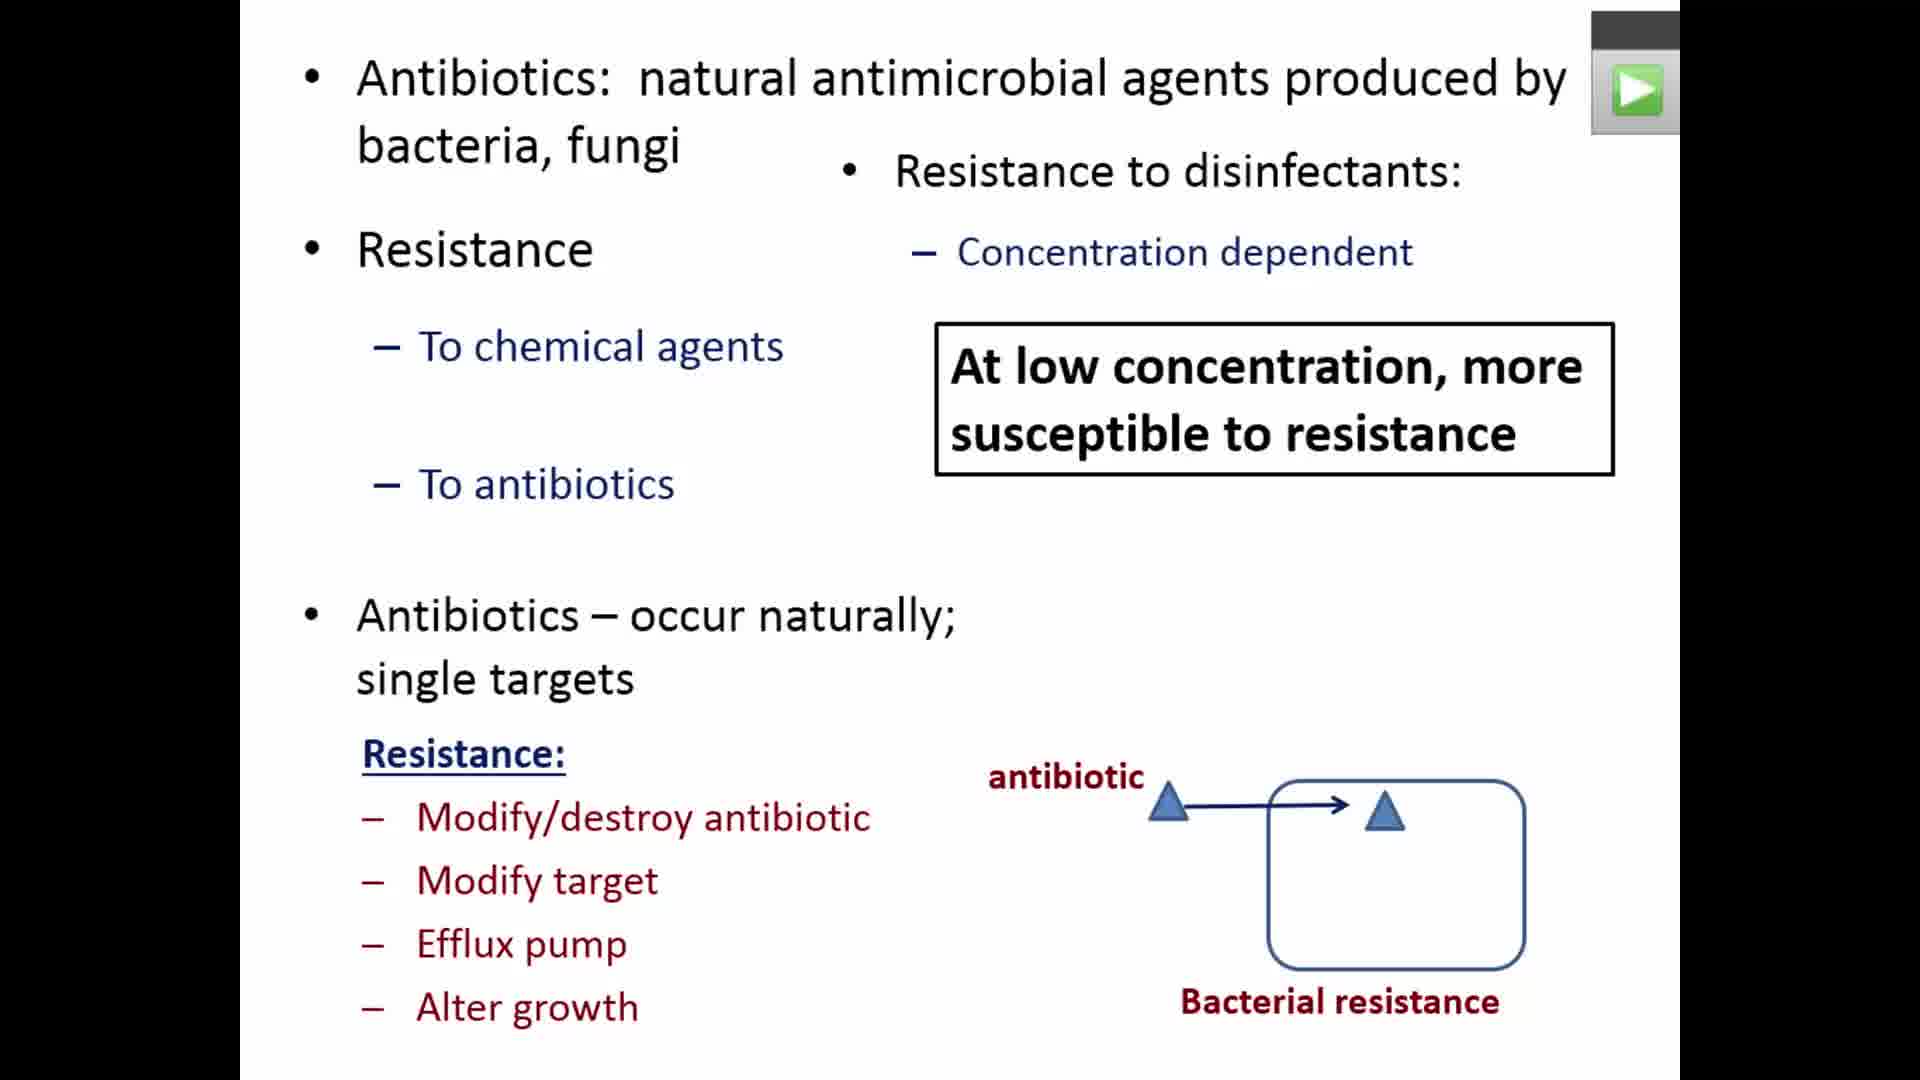 • Antibiotics: natural antimicrobial agents produced by
bacteria, fungi
• Resistance
– To chemical agents
– To antibiotics
• Resistance to disinfectants:
– Concentration dependent
At low concentration, more
susceptible to resistance
• Antibiotics – occur naturally;
single targets
Resistance:
– Modify/destroy antibiotic
– Modify target
– Efflux pump
– Alter growth
antibiotic
Bacterial resistance